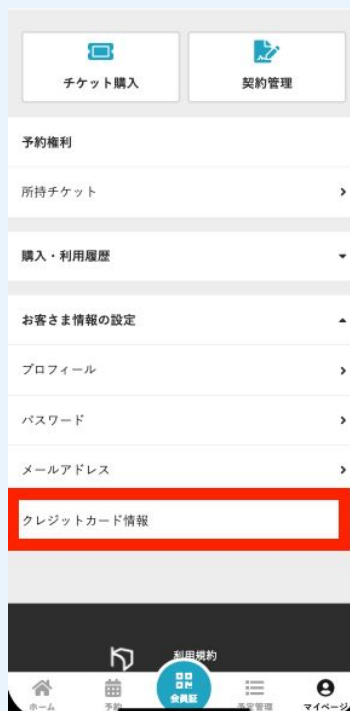 チケット購入
契約管理
予約権利
所持チケット
購入・利用履歴
お客さま情報の設定
プロフィール
パスワード
メールアドレス
クレジットカード情報
利用規約
ホーム
予約
会員証
予定管理
マイページ